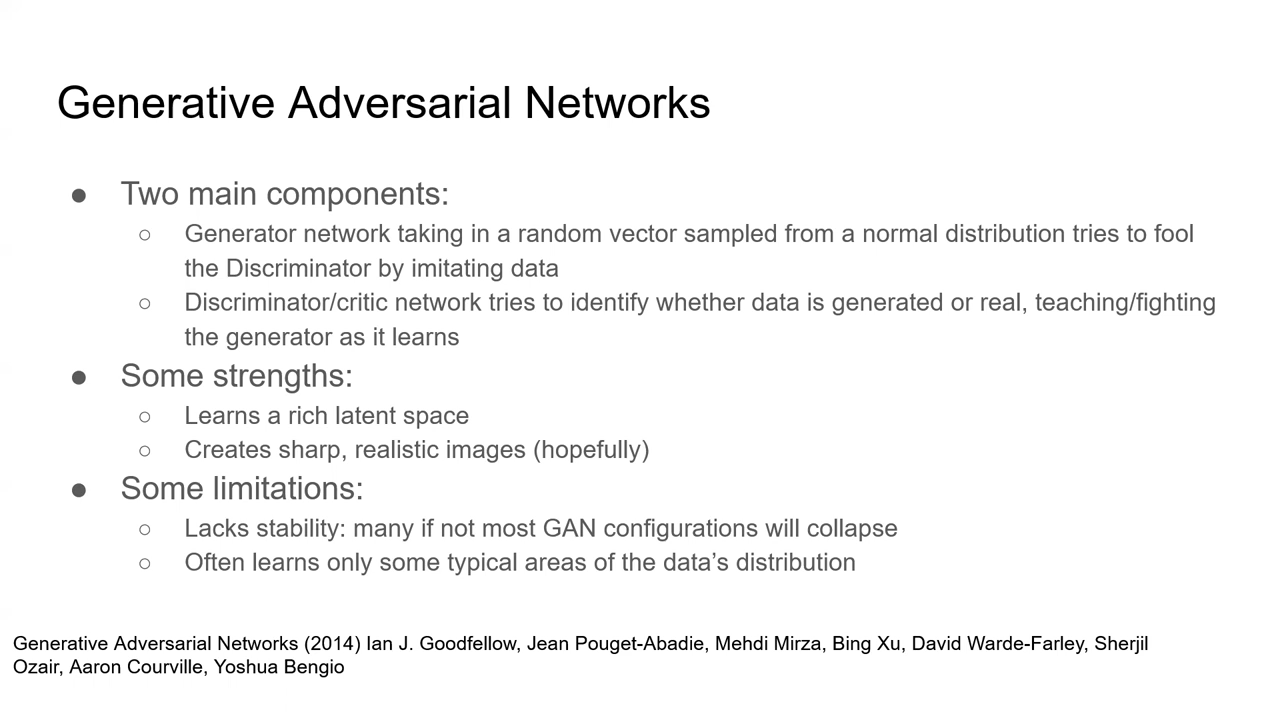 Generative Adversarial Networks
● Two main components:
○ Generator network taking in a random vector sampled from a normal distribution tries to fool
the Discriminator by imitating data
○ Discriminator/critic network tries to identify whether data is generated or real, teaching/fighting
the generator as it learns
● Some strengths:
○ Learns a rich latent space
○ Creates sharp, realistic images (hopefully)
● Some limitations:
○ Lacks stability: many if not most GAN configurations will collapse
○ Often learns only some typical areas of the data’s distribution
Generative Adversarial Networks (2014) Ian J. Goodfellow, Jean Pouget-Abadie, Mehdi Mirza, Bing Xu, David Warde-Farley, Sherjil
Ozair, Aaron Courville, Yoshua Bengio